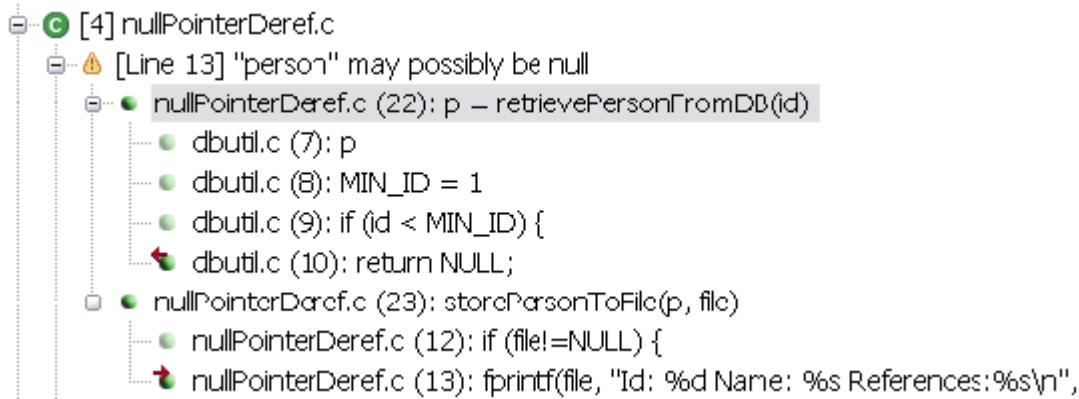 C [4] nullPointerDeref.c
[Line 13] "person" may possibly be null
nullPointerDeref.c (22): p = retrievePersonFromDB(id)
dbutil.c (7): p
dbutil.c (8): MIN_ID = 1
dbutil.c (9): if (id < MIN_ID) {
dbutil.c (10): return NULL;
nullPointerDeref.c (23): storePersonToFile(p, file)
nullPointerDeref.c (12): if (file!=NULL) {
nullPointerDeref.c (13): fprintf(file, "Id: %d Name: %s References:%s\n",